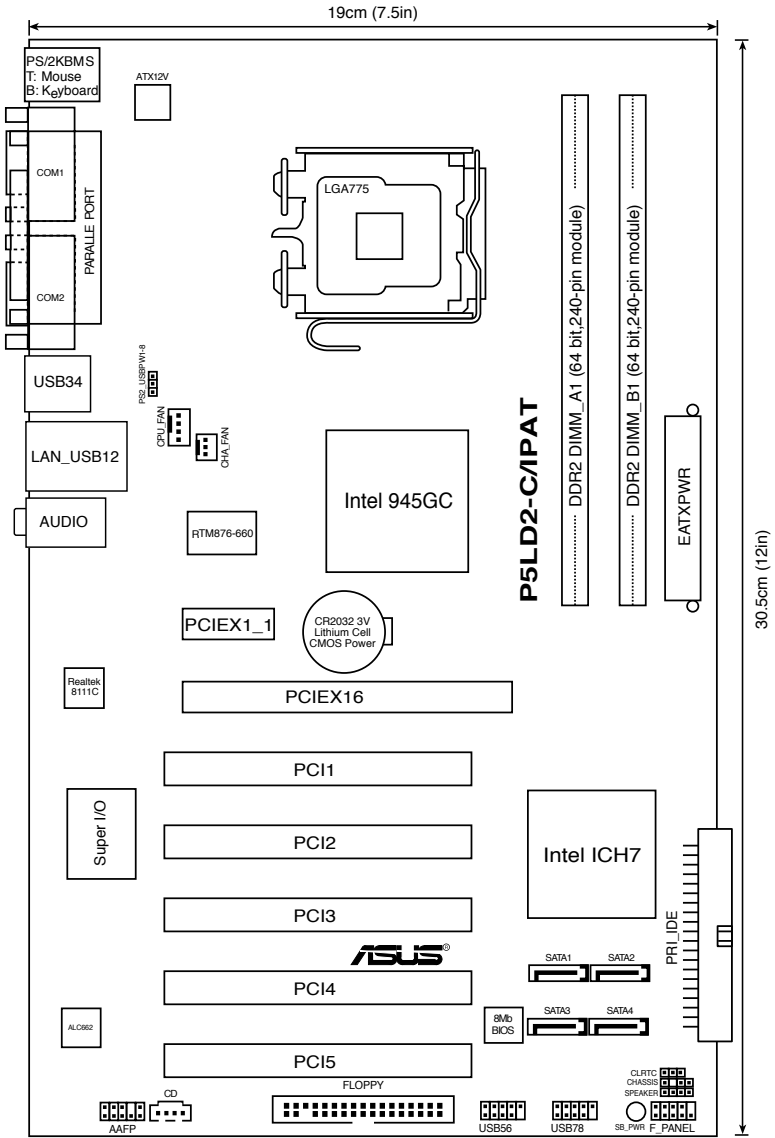 19cm (7.5in)
PS/2KBMS
T: Mouse
B: Keyboard
ATX12V
COM1
PARALLE PORT
COM2
LGA775
DDR2 DIMM_A1 (64 bit,240-pin module)
DDR2 DIMM_B1 (64 bit,240-pin module)
30.5cm (12in)
USB34
PS2_USBPW1-8
CPU_FAN
CHA_FAN
LAN_USB12
AUDIO
Intel 945GC
P5LD2-C/IPAT
EATXPWR
RTM876-660
PCIEX1_1
CR2032 3V
Lithium Cell
CMOS Power
Realtek
8111C
PCIEX16
PCI1
Super I/O
PCI2
Intel ICH7
PCI3
PRI_IDE
ASUS®
SATA1
SATA2
PCI4
8Mb
BIOS
SATA3
SATA4
ALC662
PCI5
CLRTC
CHASSIS
SPEAKER
CD
FLOPPY
AAFP
USB56
USB78
SB_PWR
F_PANEL